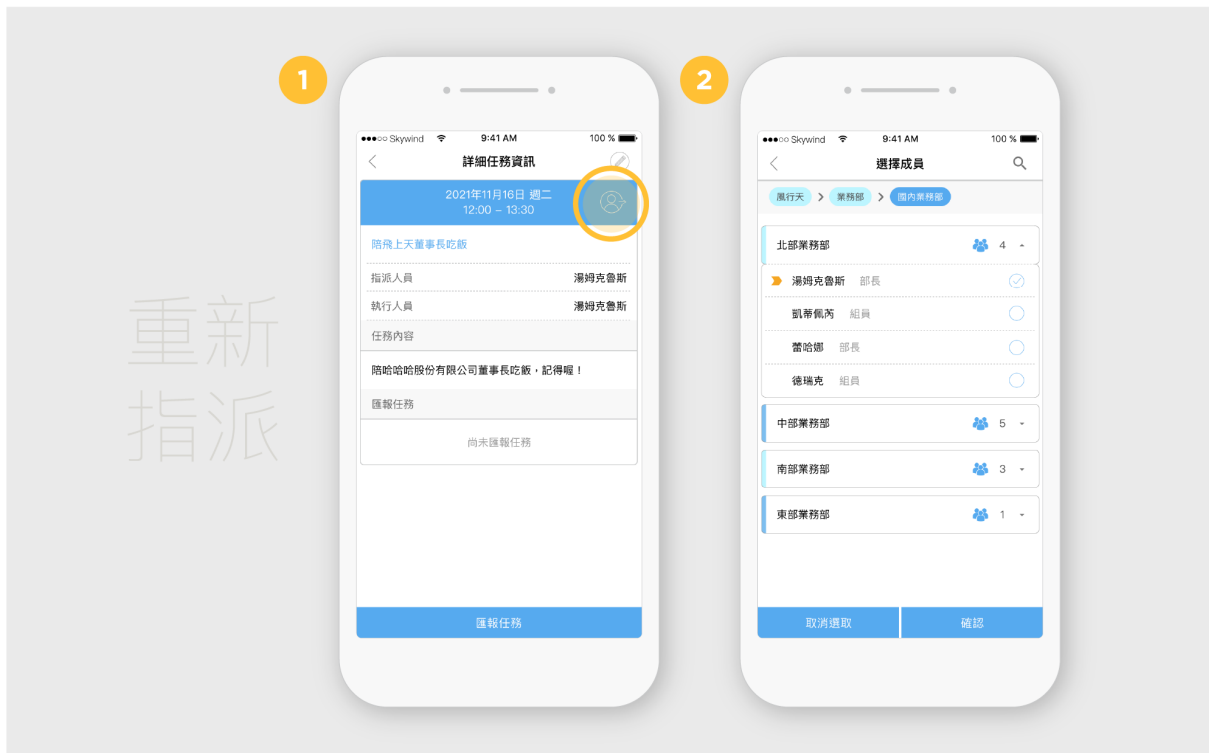 重新
指派
1
Skywind 9:41 AM 100 %
詳細任務資訊
2021年11月16日 週二
12:00 – 13:30
陪飛上天董事長吃飯
指派人員 湯姆克魯斯
執行人員 湯姆克魯斯
任務內容
陪哈哈哈股份有限公司董事長吃飯，記得喔！
匯報任務
尚未匯報任務
匯報任務
2
Skywind 9:41 AM 100 %
選擇成員
風行天 > 業務部 > 國內業務部
北部業務部 4
湯姆克魯斯 部長
凱蒂佩芮 組員
蕾哈娜 部長
德瑞克 組員
中部業務部 5
南部業務部 3
東部業務部 1
取消選取 確認